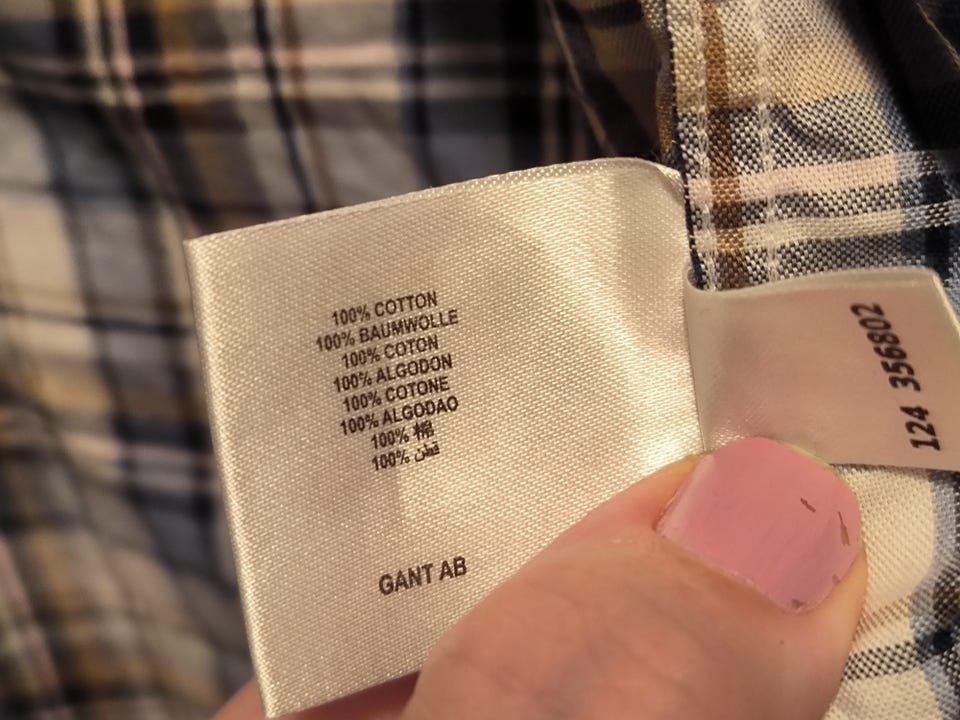 100% COTTON
100% BAUMWOLLE
100% COTON
100% ALGODON
100% COTONE
100% ALGODAO
100% 棉
100% قطن
GANT AB
124 356802